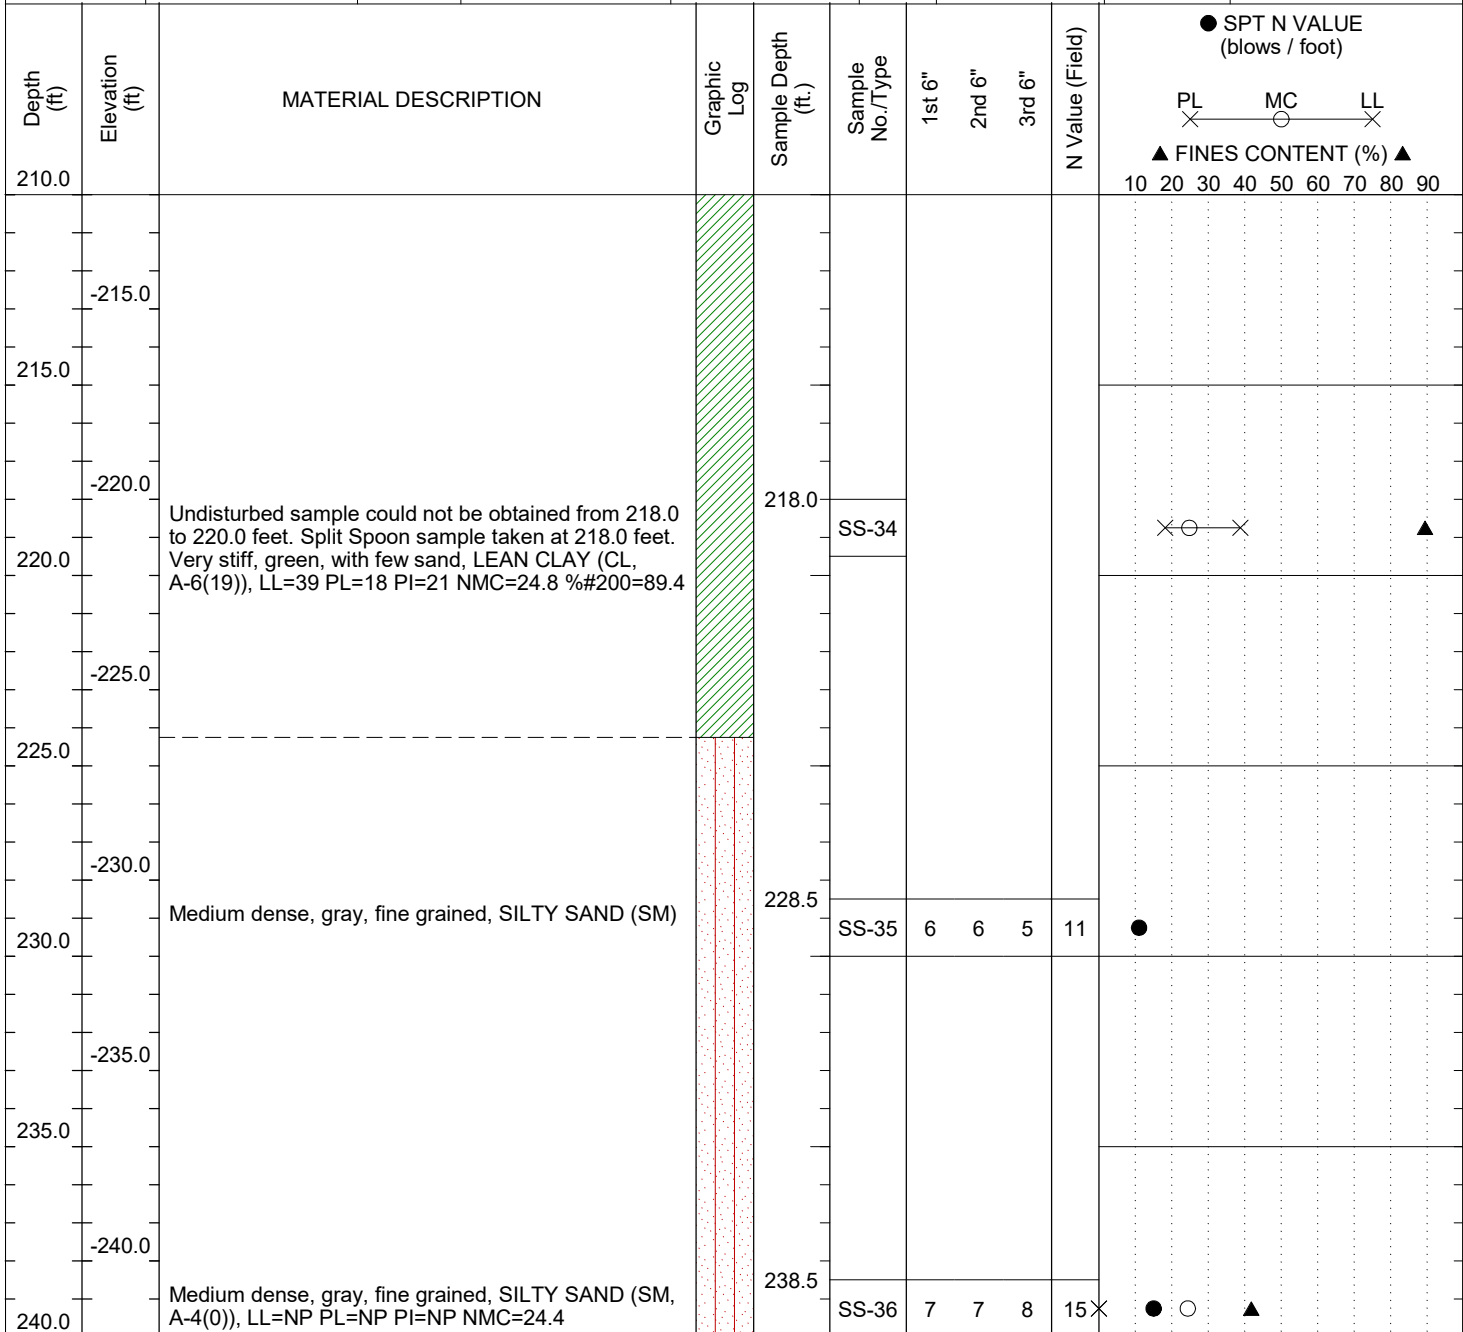 Depth
(ft)
Elevation
(ft)
MATERIAL DESCRIPTION
Graphic
Log
Sample Depth
(ft.)
Sample
No./Type
1st 6"
2nd 6"
3rd 6"
N Value (Field)
SPT N VALUE
(blows / foot)
PL MC LL
▲ FINES CONTENT (%) ▲
10 20 30 40 50 60 70 80 90
210.0
-215.0
215.0
-220.0
218.0
Undisturbed sample could not be obtained from 218.0
to 220.0 feet. Split Spoon sample taken at 218.0 feet.
Very stiff, green, with few sand, LEAN CLAY (CL,
A-6(19)), LL=39 PL=18 PI=21 NMC=24.8 %#200=89.4
SS-34
220.0
-225.0
225.0
-230.0
228.5
Medium dense, gray, fine grained, SILTY SAND (SM)
SS-35 6 6 5 11
230.0
-235.0
235.0
-240.0
238.5
Medium dense, gray, fine grained, SILTY SAND (SM,
A-4(0)), LL=NP PL=NP PI=NP NMC=24.4
SS-36 7 7 8 15
240.0